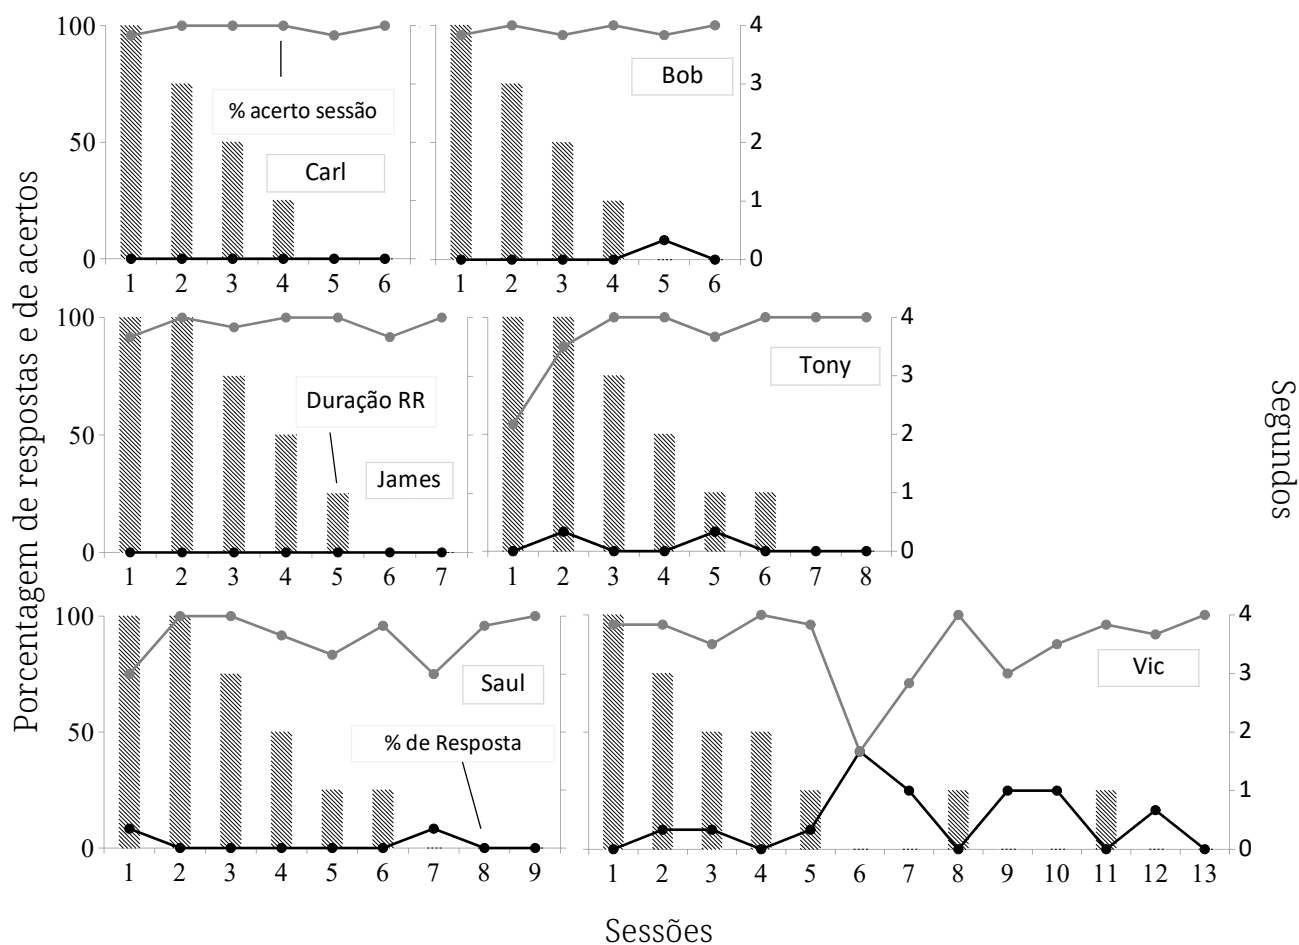 Porcentagem de respostas e de acertos
100
50
0
% acerto sessão
Carl
1 2 3 4 5 6
Bob
4
3
2
1
0
1 2 3 4 5 6
100
50
0
Duração RR
James
1 2 3 4 5 6 7
Tony
4
3
2
1
0
1 2 3 4 5 6 7 8
100
50
0
Saul
% de Resposta
1 2 3 4 5 6 7 8 9
Vic
4
3
2
1
0
1 2 3 4 5 6 7 8 9 10 11 12 13
Segundos
Sessões